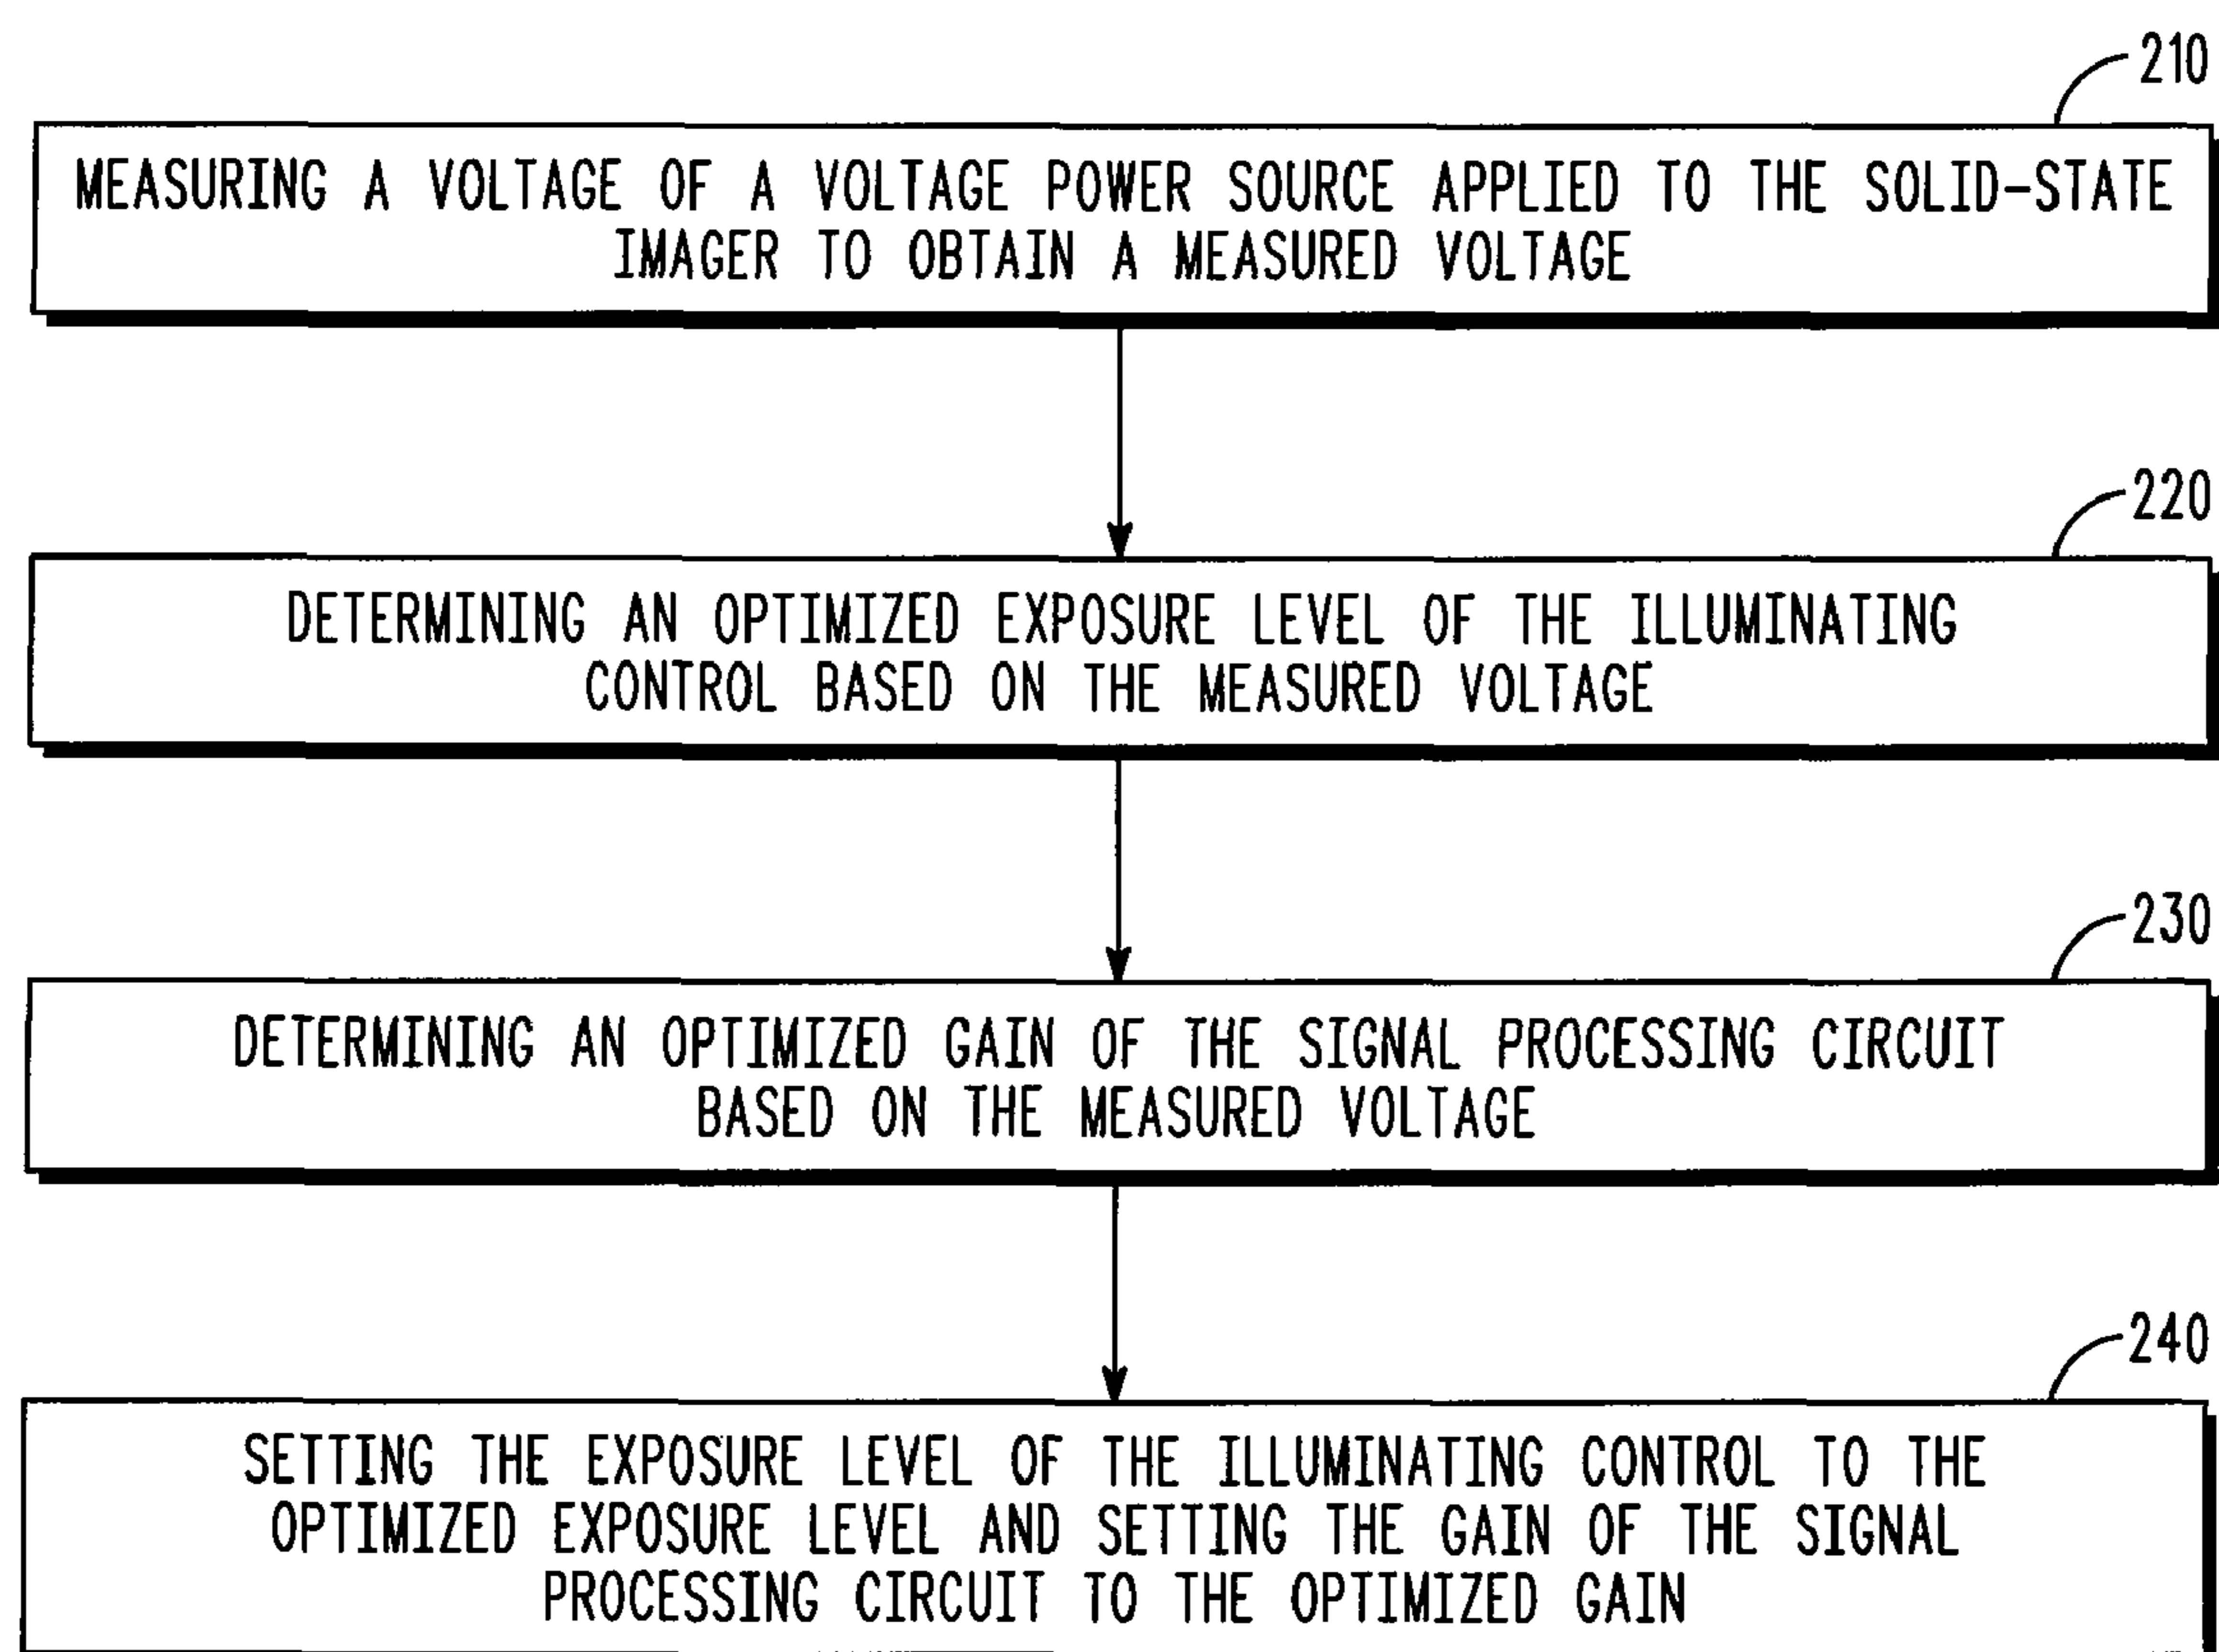 210
MEASURING A VOLTAGE OF A VOLTAGE POWER SOURCE APPLIED TO THE SOLID-STATE
IMAGER TO OBTAIN A MEASURED VOLTAGE
220
DETERMINING AN OPTIMIZED EXPOSURE LEVEL OF THE ILLUMINATING
CONTROL BASED ON THE MEASURED VOLTAGE
230
DETERMINING AN OPTIMIZED GAIN OF THE SIGNAL PROCESSING CIRCUIT
BASED ON THE MEASURED VOLTAGE
240
SETTING THE EXPOSURE LEVEL OF THE ILLUMINATING CONTROL TO THE
OPTIMIZED EXPOSURE LEVEL AND SETTING THE GAIN OF THE SIGNAL
PROCESSING CIRCUIT TO THE OPTIMIZED GAIN